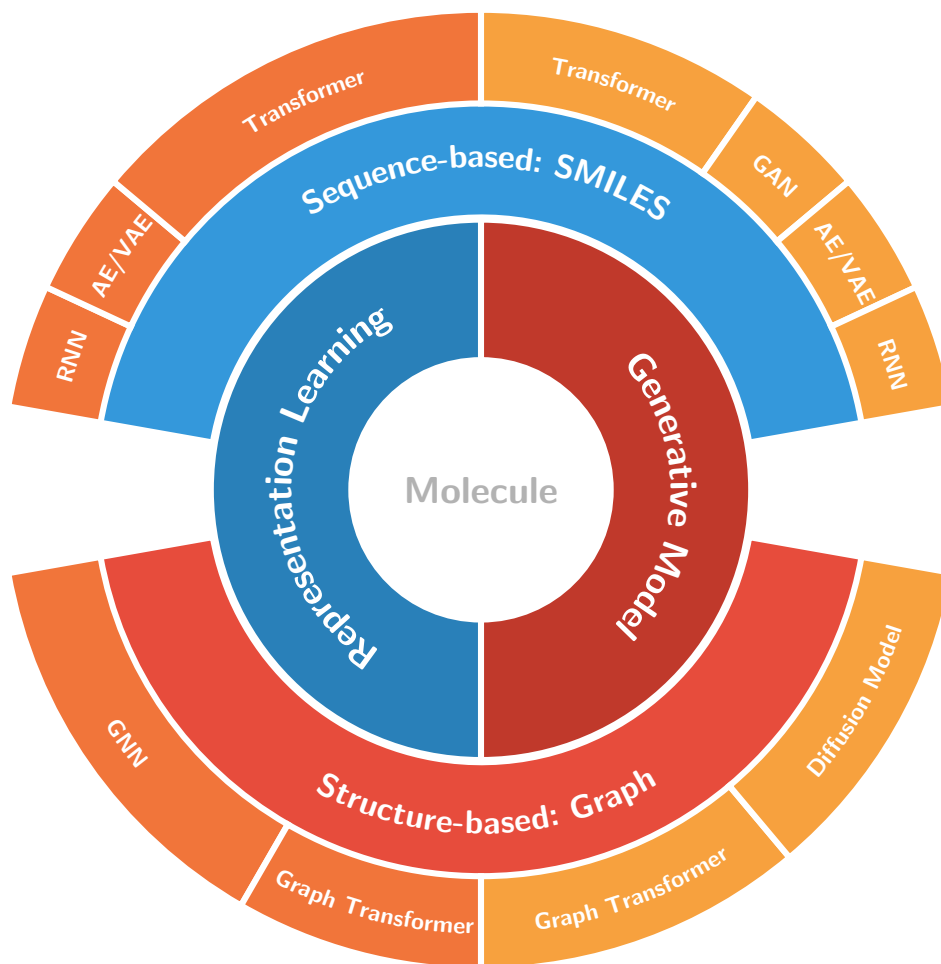 Transformer
Transformer
GAN
AE/VAE
AE/VAE
RNN
RNN
Sequence-based: SMILES
Representation Learning
Generative Model
Molecule
Structure-based: Graph
GNN
Diffusion Model
Graph Transformer
Graph Transformer